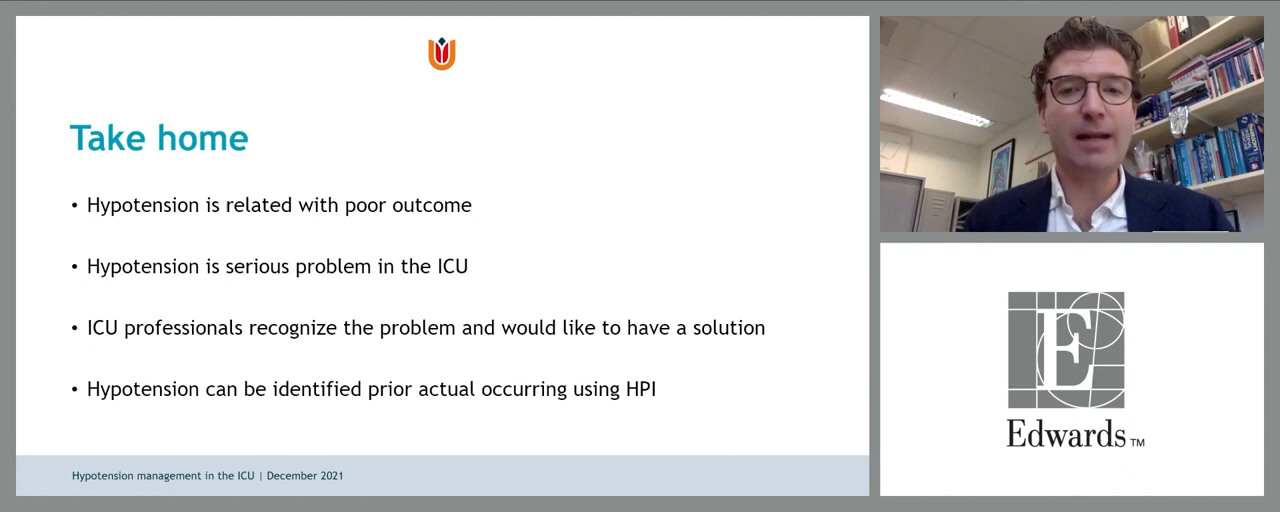 Take home
• Hypotension is related with poor outcome
• Hypotension is serious problem in the ICU
• ICU professionals recognize the problem and would like to have a solution
• Hypotension can be identified prior actual occurring using HPI
Hypotension management in the ICU | December 2021
E
Edwards™